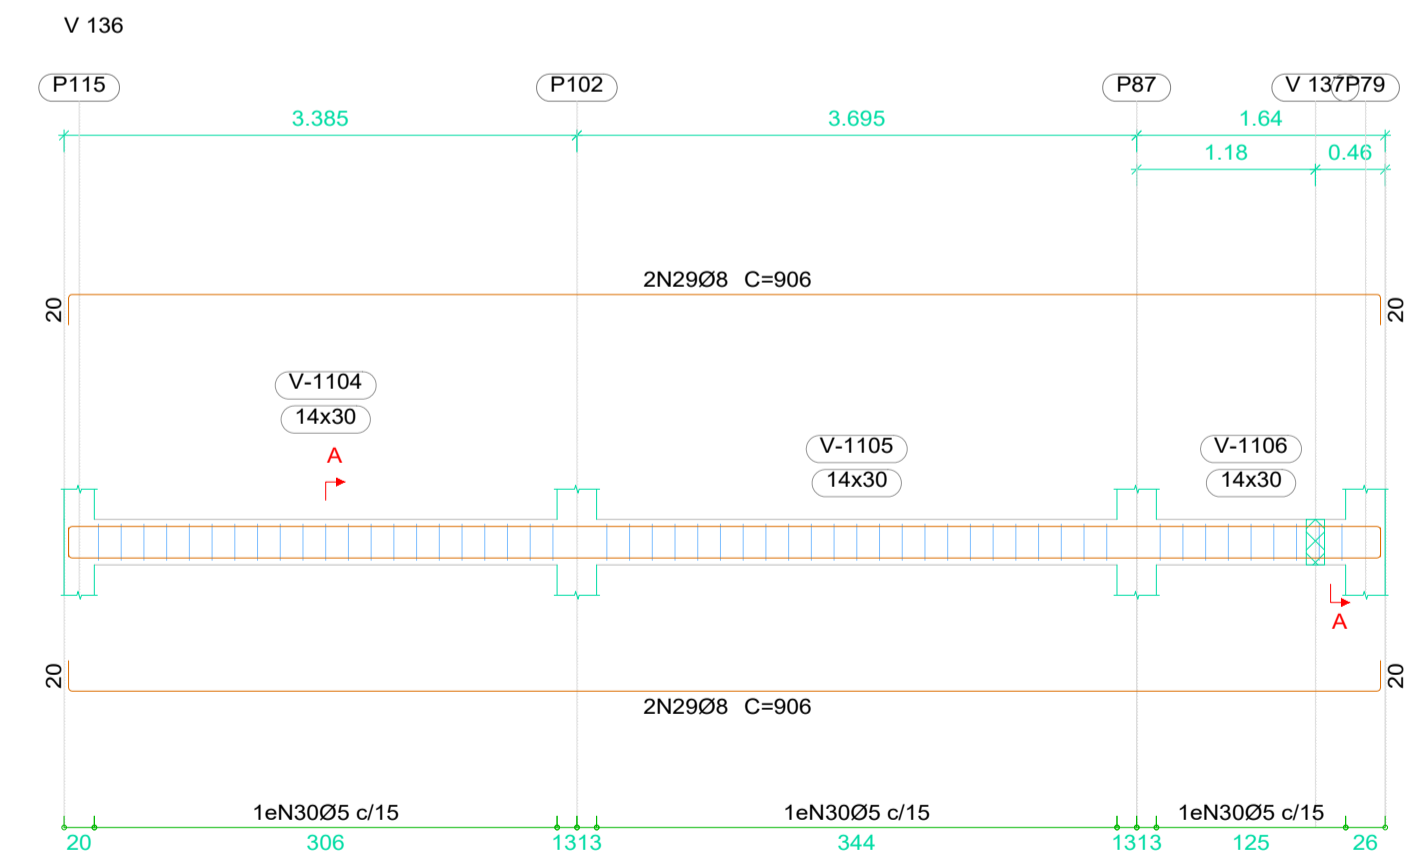 V 136
P115 P102 P87 V 137 P79
3.385 3.695 1.64
1.18 0.46
2N29Ø8 C=906
20 20
V-1104
14x30
A
V-1105 V-1106
14x30 14x30
A
20 20
2N29Ø8 C=906
1eN30Ø5 c/15 1eN30Ø5 c/15 1eN30Ø5 c/15
20 306 1313 344 1313 125 26